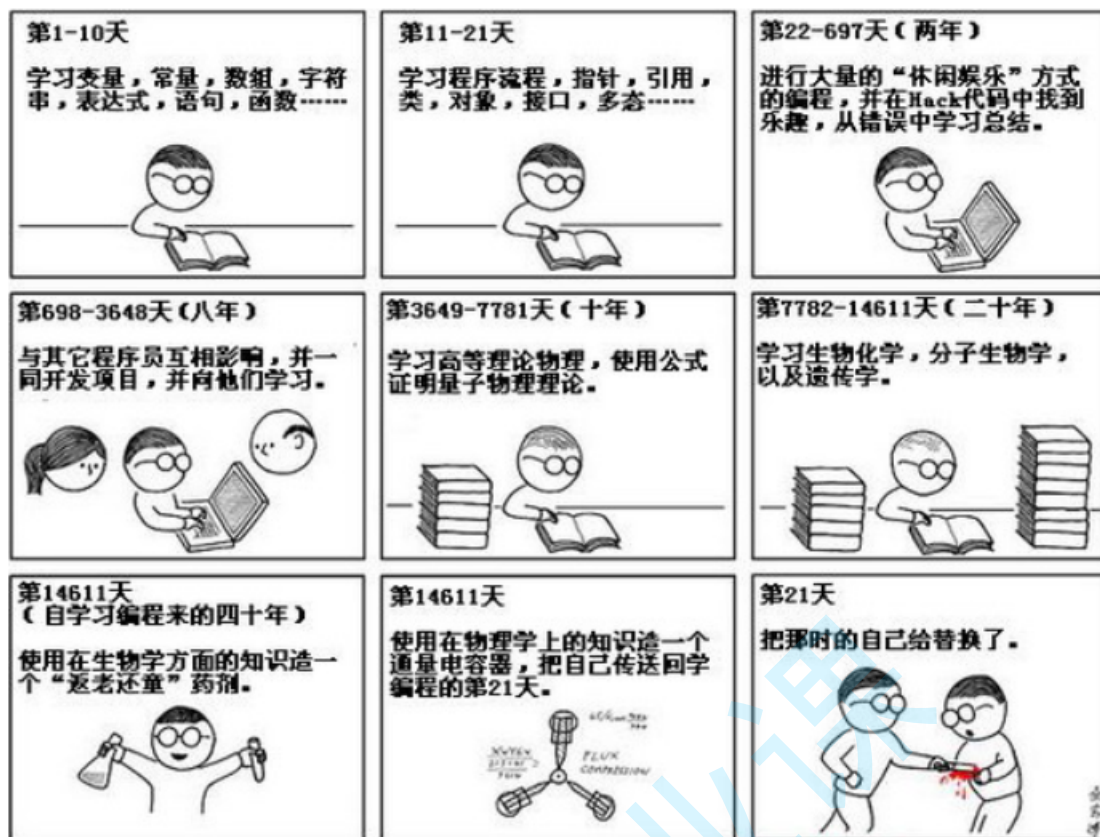 第1-10天
学习变量，常量，数组，字符
串，表达式，语句，函数……
第11-21天
学习程序流程，指针，引用，
类，对象，接口，多态……
第22-697天（两年）
进行大量的“休闲娱乐”方式
的编程，并在Hack代码中找到
乐趣，从错误中学习总结。
第698-3648天（八年）
与其它程序员互相影响，并一
同开发项目，并向他们学习。
第3649-7781天（十年）
学习高等理论物理，使用公式
证明量子物理理论。
第7782-14611天（二十年）
学习生物化学，分子生物学，
以及遗传学。
第14611天
（自学习编程来的四十年）
使用在生物学方面的知识造一
个“返老还童”药剂。
第14611天
使用在物理学上的知识造一个
通量电容器，把自己传送回学
编程的第21天。
FLUX
第21天
把那时的自己给替换了。